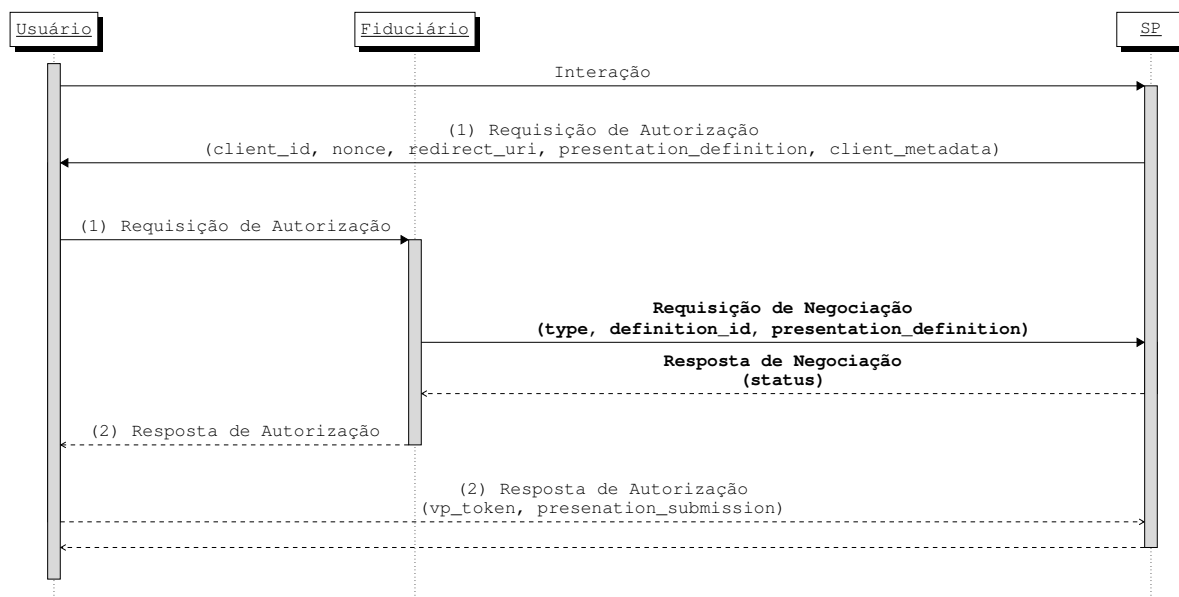 Usuário
Fiduciário
SP
Interação
(1) Requisição de Autorização
(client_id, nonce, redirect_uri, presentation_definition, client_metadata)
(1) Requisição de Autorização
Requisição de Negociação
(type, definition_id, presentation_definition)
Resposta de Negociação
(status)
(2) Resposta de Autorização
(2) Resposta de Autorização
(vp_token, presenation_submission)